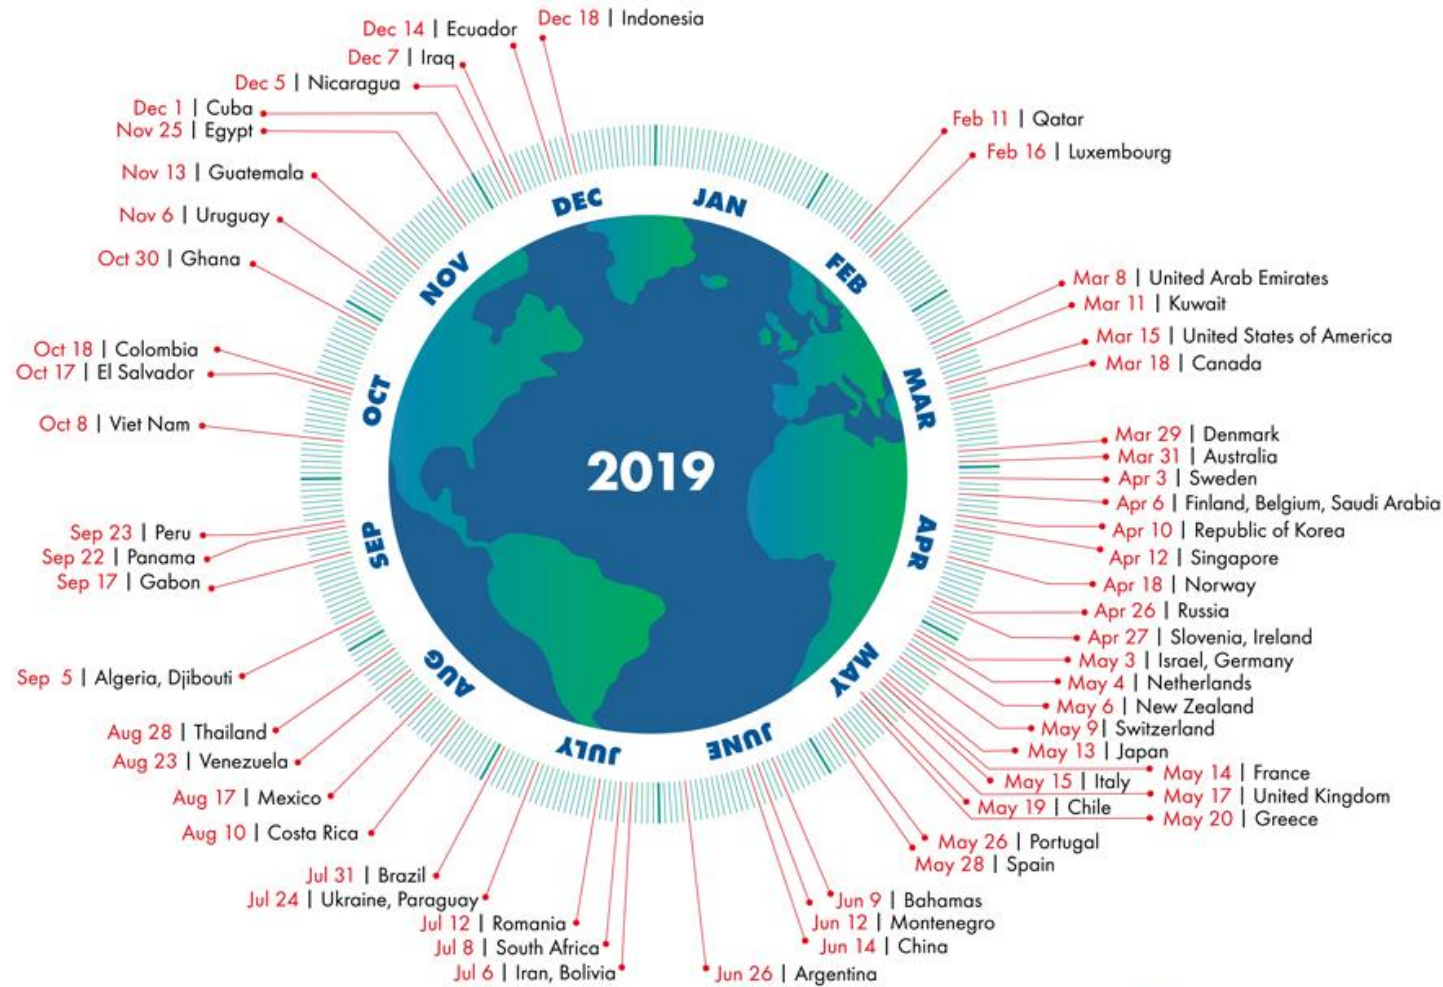 Dec 18 | Indonesia
Dec 14 | Ecuador
Dec 7 | Iraq
Dec 5 | Nicaragua
Dec 1 | Cuba
Nov 25 | Egypt
Nov 13 | Guatemala
Nov 6 | Uruguay
Oct 30 | Ghana
Oct 18 | Colombia
Oct 17 | El Salvador
Oct 8 | Viet Nam
Sep 23 | Peru
Sep 22 | Panama
Sep 17 | Gabon
Sep 5 | Algeria, Djibouti
Aug 28 | Thailand
Aug 23 | Venezuela
Aug 17 | Mexico
Aug 10 | Costa Rica
Jul 31 | Brazil
Jul 24 | Ukraine, Paraguay
Jul 12 | Romania
Jul 8 | South Africa
Jul 6 | Iran, Bolivia
Feb 11 | Qatar
Feb 16 | Luxembourg
Mar 8 | United Arab Emirates
Mar 11 | Kuwait
Mar 15 | United States of America
Mar 18 | Canada
Mar 29 | Denmark
Mar 31 | Australia
Apr 3 | Sweden
Apr 6 | Finland, Belgium, Saudi Arabia
Apr 10 | Republic of Korea
Apr 12 | Singapore
Apr 18 | Norway
Apr 26 | Russia
Apr 27 | Slovenia, Ireland
May 3 | Israel, Germany
May 4 | Netherlands
May 6 | New Zealand
May 9| Switzerland
May 13 | Japan
May 14 | France
May 15 | Italy
May 17 | United Kingdom
May 19 | Chile
May 20 | Greece
May 26 | Portugal
May 28 | Spain
Jun 9 | Bahamas
Jun 12 | Montenegro
Jun 14 | China
Jun 26 | Argentina
JAN
FEB
MAR
APR
MAY
JUNE
JULY
AUG
SEP
OCT
NOV
DEC
2019